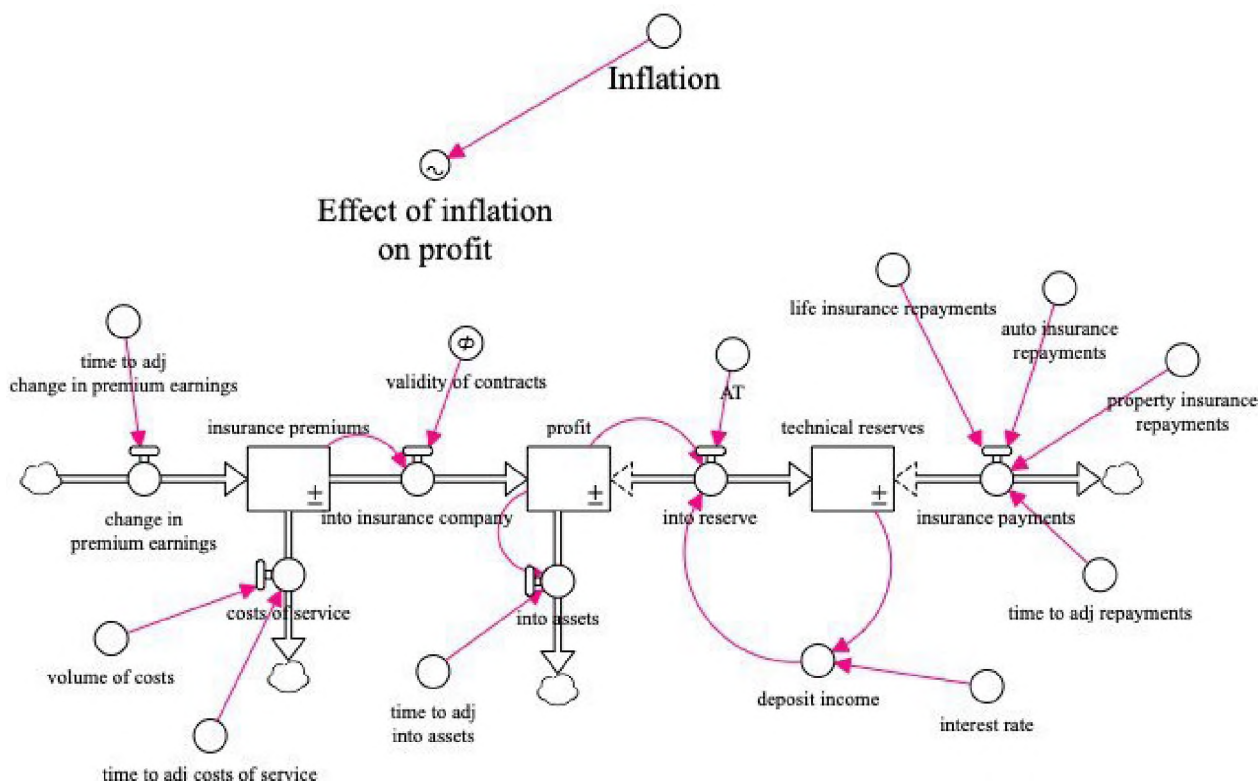 Inflation
Effect of inflation
on profit
life insurance repayments
auto insurance
repayments
time to adj
change in premium earnings
validity of contracts
AT
property insurance
repayments
insurance premiums
profit
technical reserves
change in
premium earnings
into insurance company
into reserve
insurance payments
costs of service
into assets
time to adj repayments
volume of costs
time to adj
into assets
deposit income
interest rate
time to adj costs of service